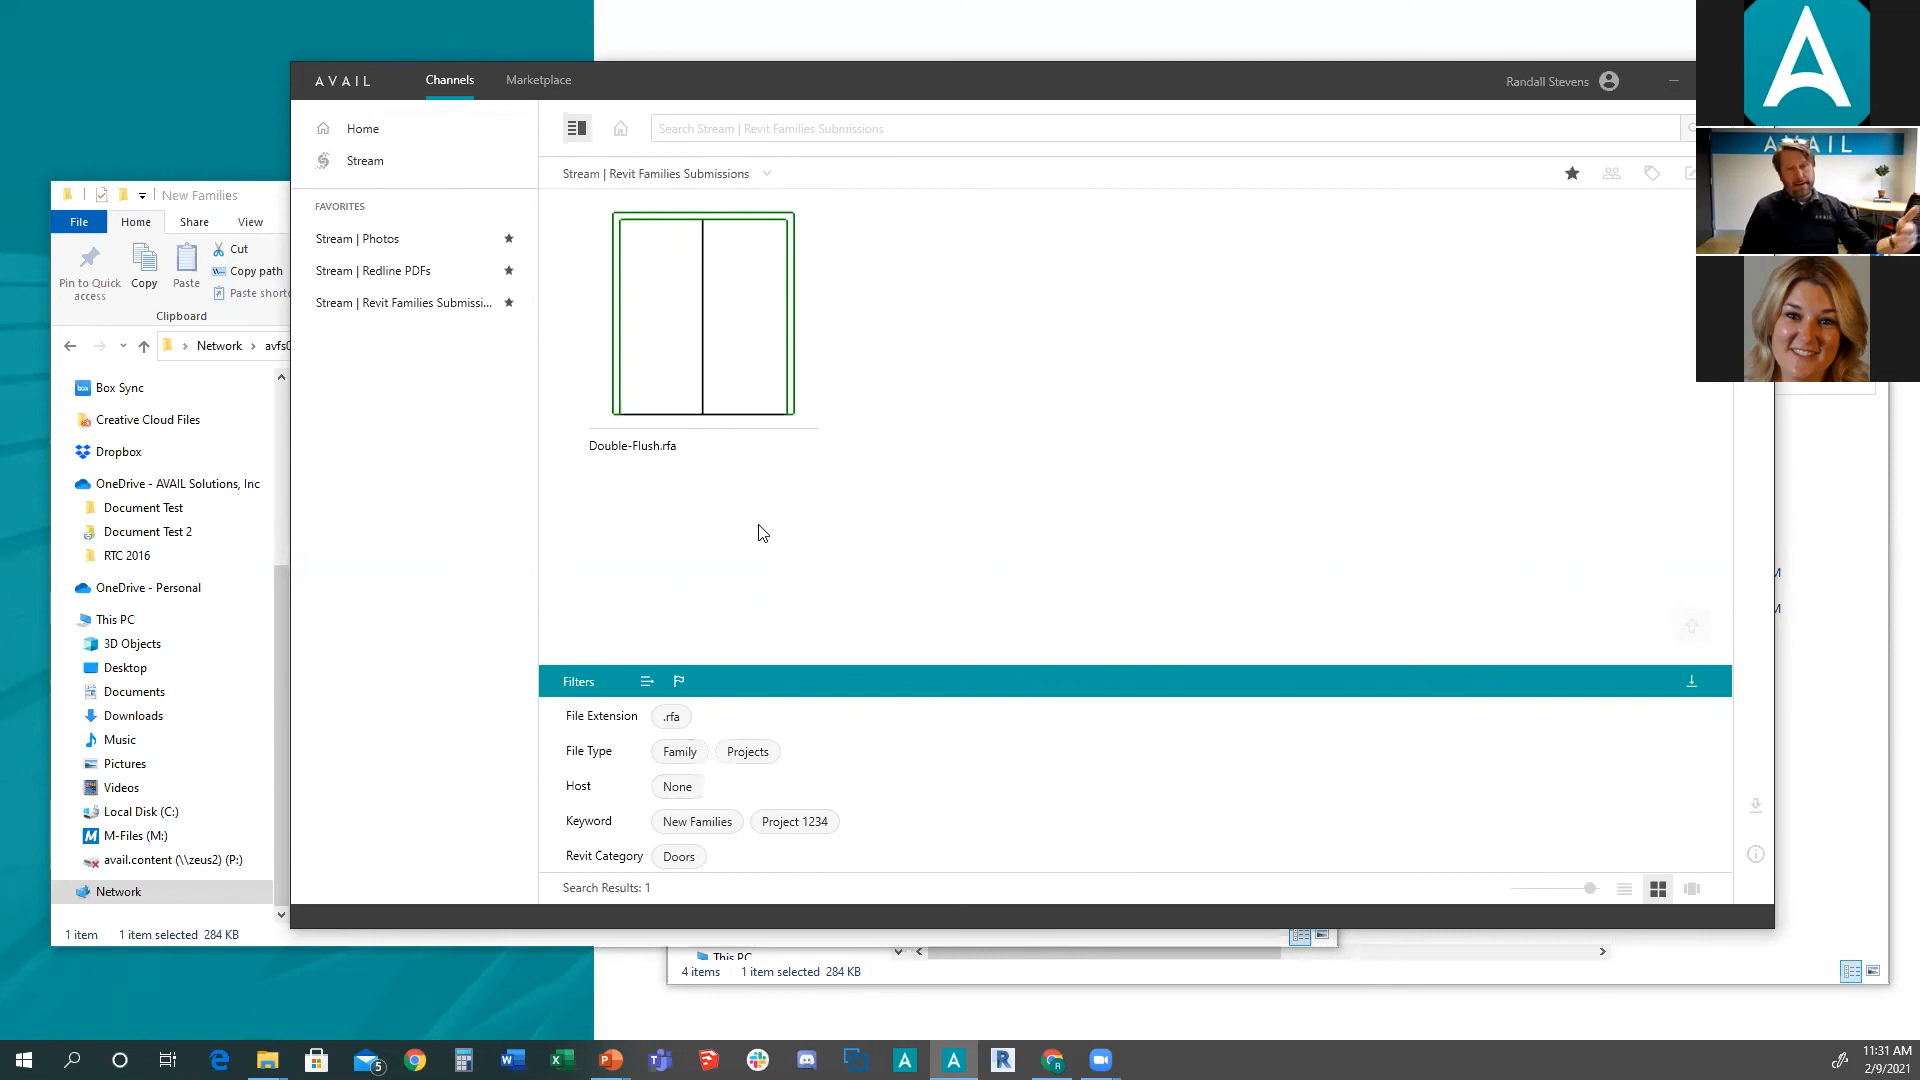 AVAIL
Channels
Marketplace
Randall Stevens
Home
Stream
Search Stream | Revit Families Submissions
Stream | Revit Families Submissions
FAVORITES
Stream | Photos
Stream | Redline PDFs
Stream | Revit Families Submissi...
New Families
File
Home
Share
View
Pin to Quick access
Copy
Paste
Cut
Copy path
Paste shortc
Clipboard
Network
avfs0
Box Sync
Creative Cloud Files
Dropbox
OneDrive - AVAIL Solutions, Inc
Document Test
Document Test 2
RTC 2016
OneDrive - Personal
This PC
3D Objects
Desktop
Documents
Downloads
Music
Pictures
Videos
Local Disk (C:)
M-Files (M:)
avail.content (\\zeus2) (P:)
Network
1 item
1 item selected 284 KB
Double-Flush.rfa
Filters
File Extension
.rfa
File Type
Family
Projects
Host
None
Keyword
New Families
Project 1234
Revit Category
Doors
Search Results: 1
This PC
4 items
1 item selected 284 KB
A
AVAIL
M
M
5
11:31 AM
2/9/2021